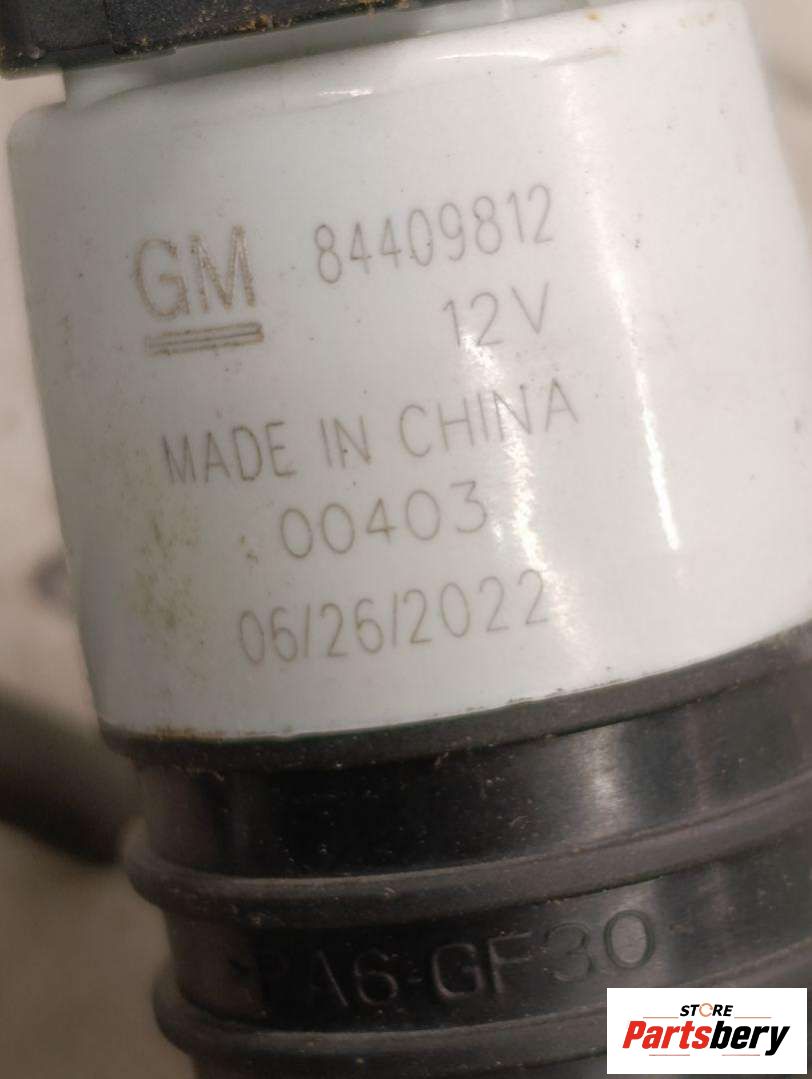 GM 84409812
12V
MADE IN CHINA
00403
06/26/2022
>PA6-GF30
STORE
Partsbery